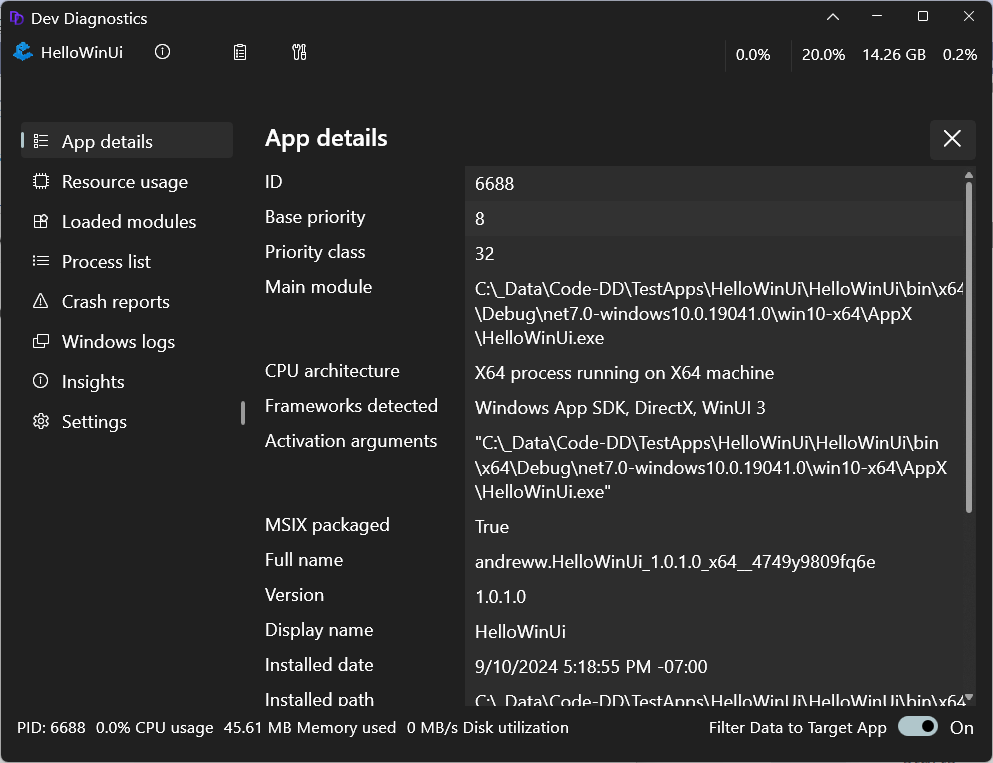 Dev Diagnostics
HelloWinUi
0.0%
20.0%
14.26 GB
0.2%
App details
Resource usage
Loaded modules
Process list
Crash reports
Windows logs
Insights
Settings
App details
ID
6688
Base priority
8
Priority class
32
Main module
C:\_Data\Code-DD\TestApps\HelloWinUi\HelloWinUi\bin\x64
\Debug\net7.0-windows10.0.19041.0\win10-x64\AppX
\HelloWinUi.exe
CPU architecture
X64 process running on X64 machine
Frameworks detected
Windows App SDK, DirectX, WinUI 3
Activation arguments
"C:\_Data\Code-DD\TestApps\HelloWinUi\HelloWinUi\bin
\x64\Debug\net7.0-windows10.0.19041.0\win10-x64\AppX
\HelloWinUi.exe"
MSIX packaged
True
Full name
andreww.HelloWinUi_1.0.1.0_x64__4749y9809fq6e
Version
1.0.1.0
Display name
HelloWinUi
Installed date
9/10/2024 5:18:55 PM -07:00
Installed path
C:\_Data\Code-DD\TestApps\HelloWinUi\HelloWinUi\bin\x64
PID: 6688 0.0% CPU usage 45.61 MB Memory used 0 MB/s Disk utilization
Filter Data to Target App
On